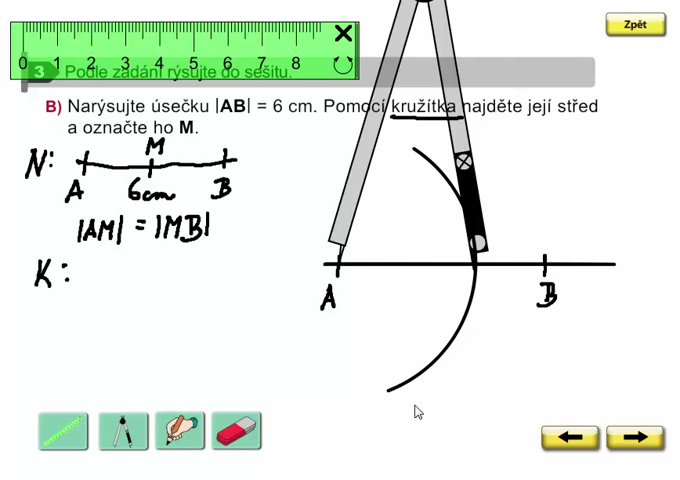 Zpět
0 1 2 3 4 5 6 7 8
3 Podle zadání rýsujte do sešitu.
B) Narýsujte úsečku |AB| = 6 cm. Pomocí kružítka najděte její střed
a označte ho M.
N: M
A 6cm B
|AM| = |MB|
K:
A B